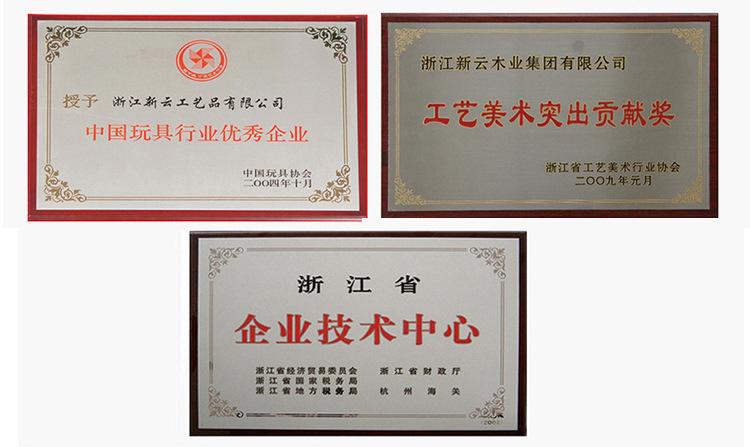 授予 浙江新云工艺品有限公司
中国玩具行业优秀企业
中国玩具协会
二〇〇四年十月
浙江新云木业集团有限公司
工艺美术突出贡献奖
浙江省工艺美术行业协会
二〇〇九年元月
浙江省
企业技术中心
浙江省经济贸易委员会 浙江省财政厅
浙江省国家税务局
浙江省地方税务局 杭州海关